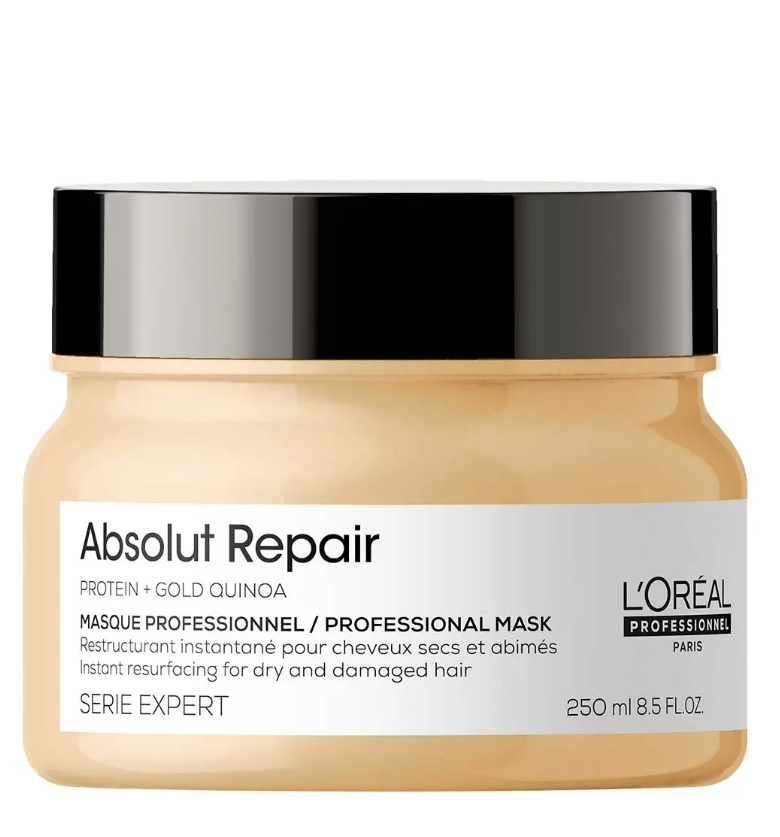 Absolut Repair
PROTEIN + GOLD QUINOA
MASQUE PROFESSIONNEL / PROFESSIONAL MASK
Restructurant instantané pour cheveux secs et abimés
Instant resurfacing for dry and damaged hair
SERIE EXPERT
L'ORÉAL
PROFESSIONNEL
PARIS
250 ml 8.5 FL.OZ.